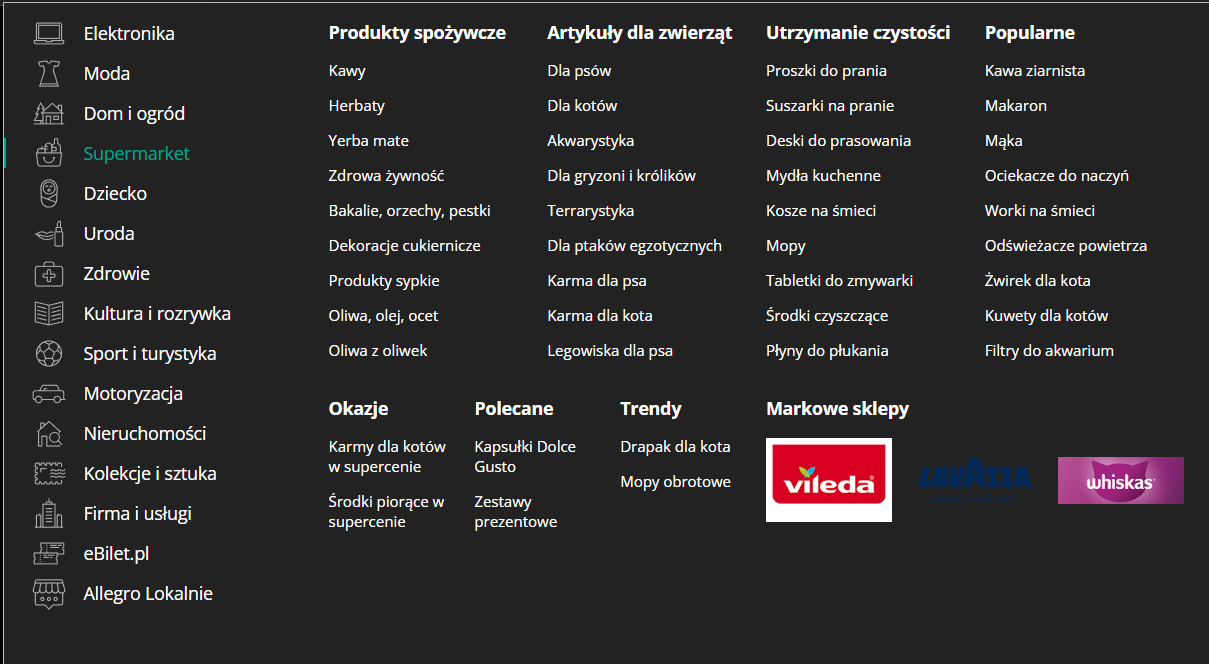 Elektronika
Moda
Dom i ogród
Supermarket
Dziecko
Uroda
Zdrowie
Kultura i rozrywka
Sport i turystyka
Motoryzacja
Nieruchomości
Kolekcje i sztuka
Firma i usługi
eBilet.pl
Allegro Lokalnie
Produkty spożywcze
Kawy
Herbaty
Yerba mate
Zdrowa żywność
Bakalie, orzechy, pestki
Dekoracje cukiernicze
Produkty sypkie
Oliwa, olej, ocet
Oliwa z oliwek
Artykuły dla zwierząt
Dla psów
Dla kotów
Akwarystyka
Dla gryzoni i królików
Terrarystyka
Dla ptaków egzotycznych
Karma dla psa
Karma dla kota
Legowiska dla psa
Utrzymanie czystości
Proszki do prania
Suszarki na pranie
Deski do prasowania
Mydła kuchenne
Kosze na śmieci
Mopy
Tabletki do zmywarki
Środki czyszczące
Płyny do płukania
Popularne
Kawa ziarnista
Makaron
Mąka
Ociekacze do naczyń
Worki na śmieci
Odświeżacze powietrza
Żwirek dla kota
Kuwety dla kotów
Filtry do akwarium
Okazje
Karmy dla kotów
w supercenie
Środki piorące w
supercenie
Polecane
Kapsułki Dolce
Gusto
Zestawy
prezentowe
Trendy
Drapak dla kota
Mopy obrotowe
Markowe sklepy
vileda
LAVAZZA
whiskas